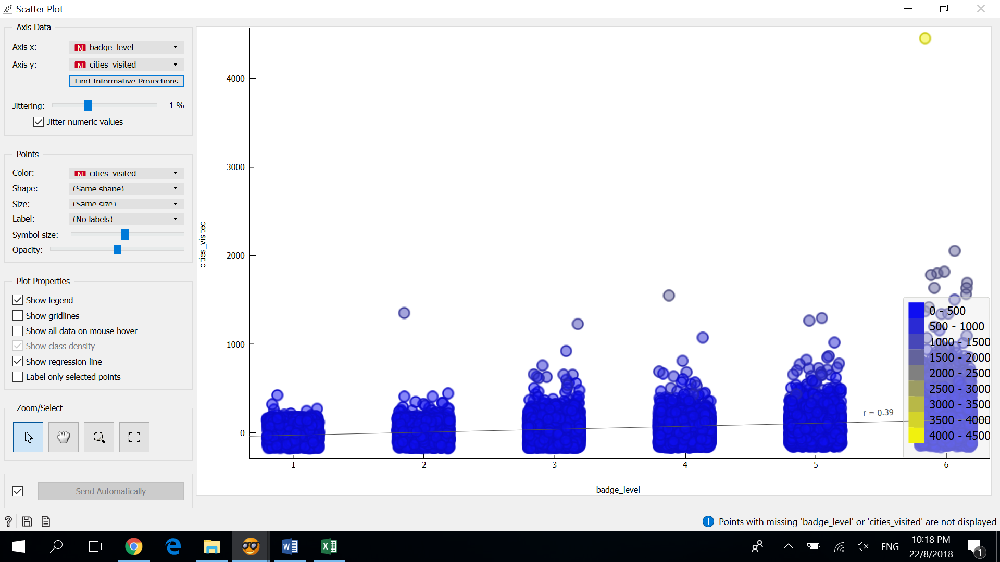 Scatter Plot
Axis Data
Axis x:
N badge_level
Axis y:
N cities_visited
Find Informative Projections
Jittering:
1 %
Jitter numeric values
Points
Color:
N cities_visited
Shape:
(Same shape)
Size:
(Same size)
Label:
(No labels)
Symbol size:
Opacity:
Plot Properties
Show legend
Show gridlines
Show all data on mouse hover
Show class density
Show regression line
Label only selected points
Zoom/Select
Send Automatically
cities_visited
4000
3000
2000
1000
0
1
2
3
4
5
6
badge_level
r = 0.39
0 - 500
500 - 1000
1000 - 1500
1500 - 2000
2000 - 2500
2500 - 3000
3000 - 3500
3500 - 4000
4000 - 4500
Points with missing 'badge_level' or 'cities_visited' are not displayed
ENG
10:18 PM
22/8/2018
1